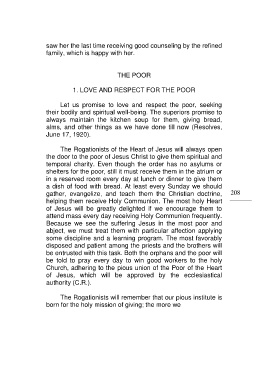 saw her the last time receiving good counseling by the refined
family, which is happy with her.
THE POOR
1. LOVE AND RESPECT FOR THE POOR
Let us promise to love and respect the poor, seeking
their bodily and spiritual well-being. The superiors promise to
always maintain the kitchen soup for them, giving bread,
alms, and other things as we have done till now (Resolves,
June 17, 1920).
The Rogationists of the Heart of Jesus will always open
the door to the poor of Jesus Christ to give them spiritual and
temporal charity. Even though the order has no asylums or
shelters for the poor, still it must receive them in the atrium or
in a reserved room every day at lunch or dinner to give them
a dish of food with bread. At least every Sunday we should
gather, evangelize, and teach them the Christian doctrine,
helping them receive Holy Communion. The most holy Heart
of Jesus will be greatly delighted if we encourage them to
attend mass every day receiving Holy Communion frequently.
Because we see the suffering Jesus in the most poor and
abject, we must treat them with particular affection applying
some discipline and a learning program. The most favorably
disposed and patient among the priests and the brothers will
be entrusted with this task. Both the orphans and the poor will
be told to pray every day to win good workers to the holy
Church, adhering to the pious union of the Poor of the Heart
of Jesus, which will be approved by the ecclesiastical
authority (C.R.).
The Rogationists will remember that our pious institute is
born for the holy mission of giving; the more we
208